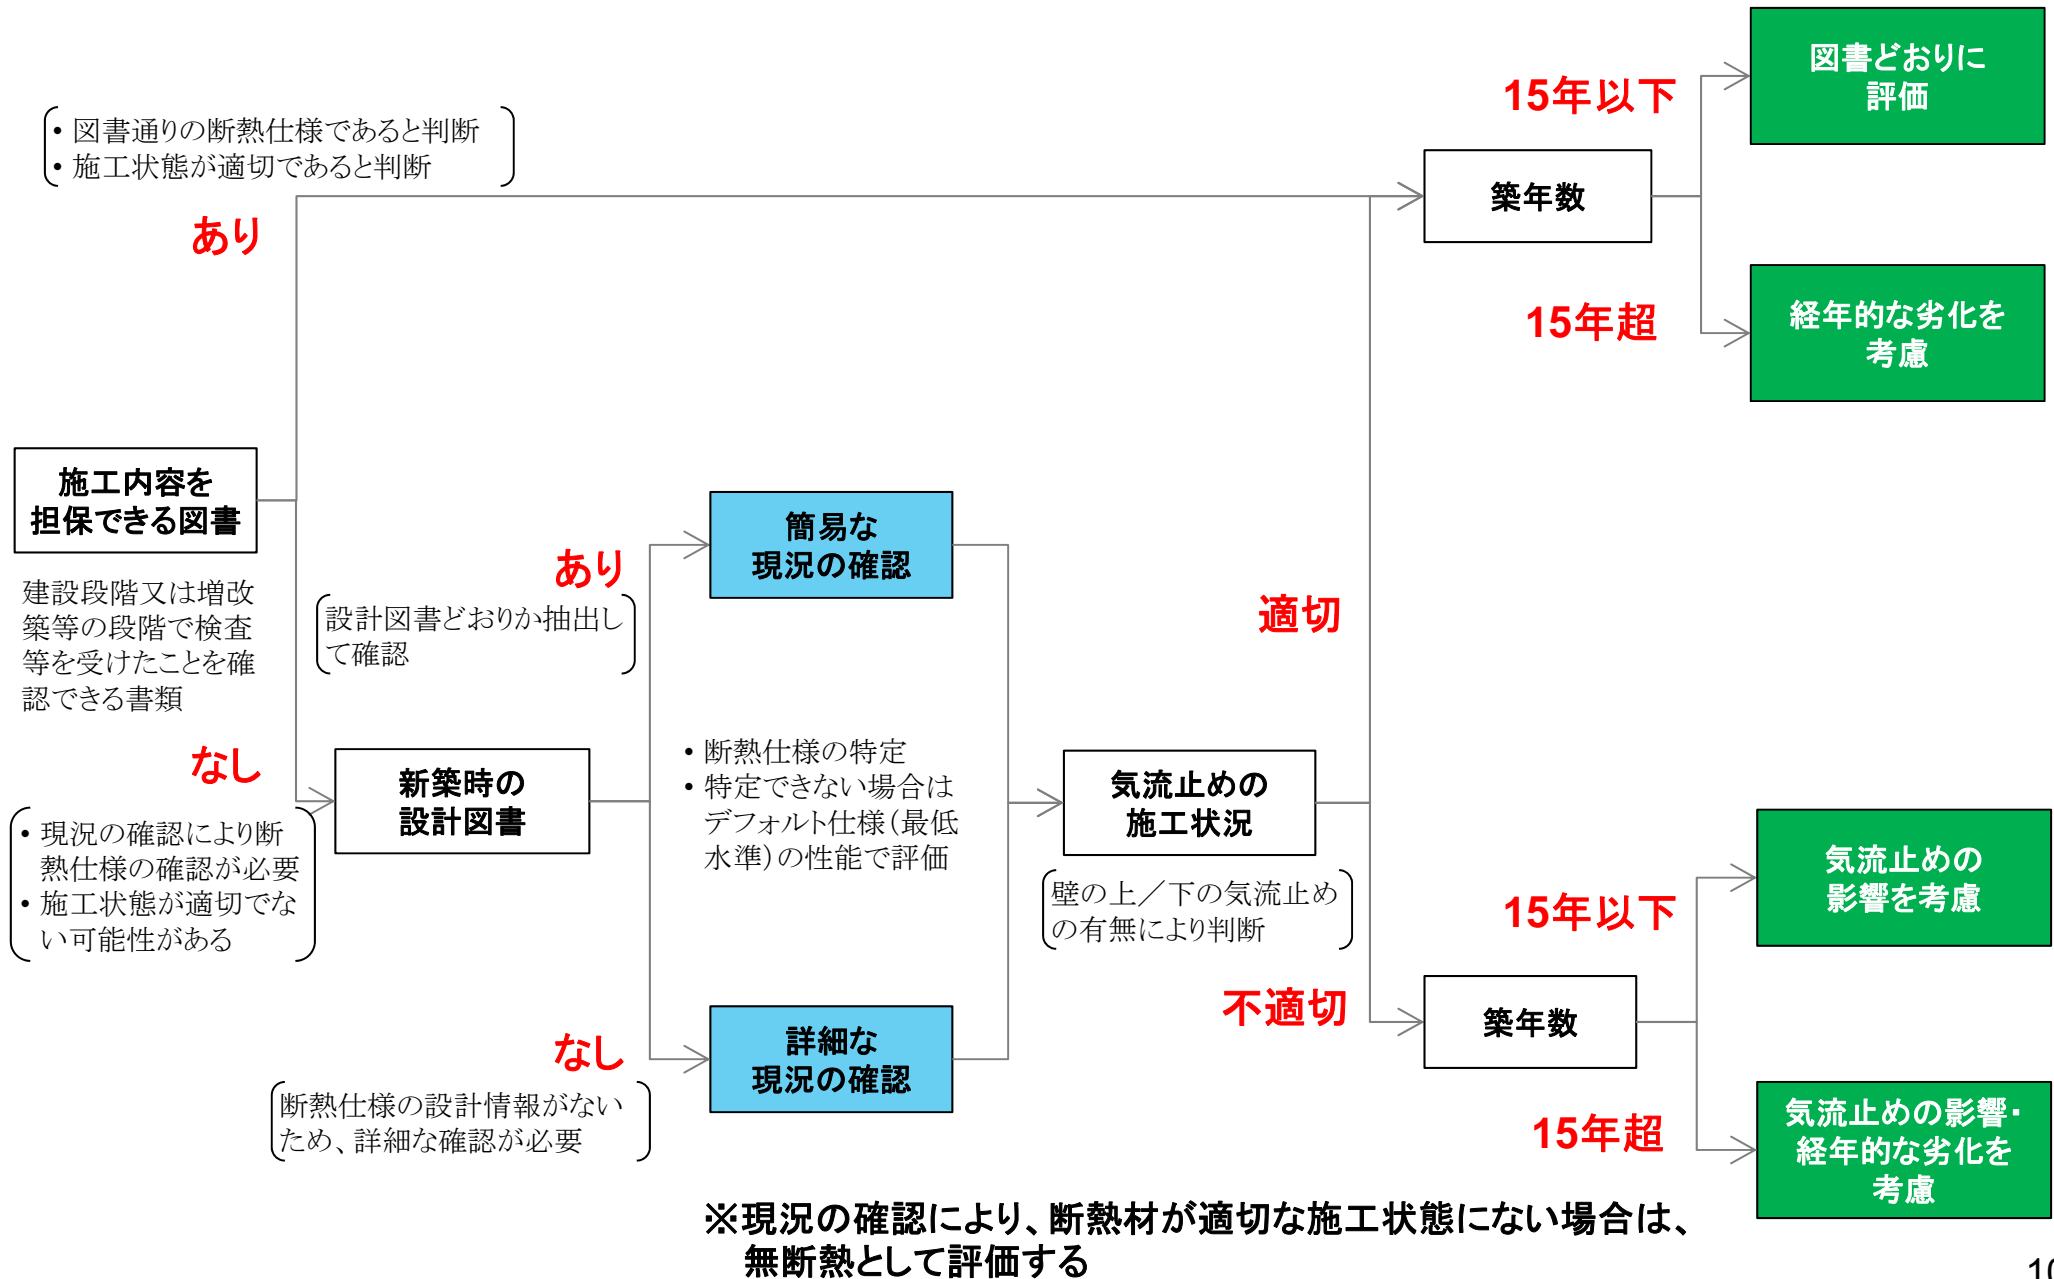 図書どおりに
評価
15年以下
・図書通りの断熱仕様であると判断
・施工状態が適切であると判断
築年数
あり
15年超
経年的な劣化を
考慮
施工内容を
担保できる図書
建設段階又は増改
築等の段階で検査
等を受けたことを確
認できる書類
簡易な
現況の確認
あり
設計図書どおりか抽出し
て確認
適切
なし
新築時の
設計図書
・断熱仕様の特定
・特定できない場合は
デフォルト仕様(最低
水準)の性能で評価
気流止めの
施工状況
・現況の確認により断
熱仕様の確認が必要
・施工状態が適切でな
い可能性がある
壁の上／下の気流止め
の有無により判断
気流止めの
影響を考慮
15年以下
不適切
築年数
なし
詳細な
現況の確認
断熱仕様の設計情報がない
ため、詳細な確認が必要
15年超
気流止めの影響・
経年的な劣化を
考慮
※現況の確認により、断熱材が適切な施工状態にない場合は、
無断熱として評価する